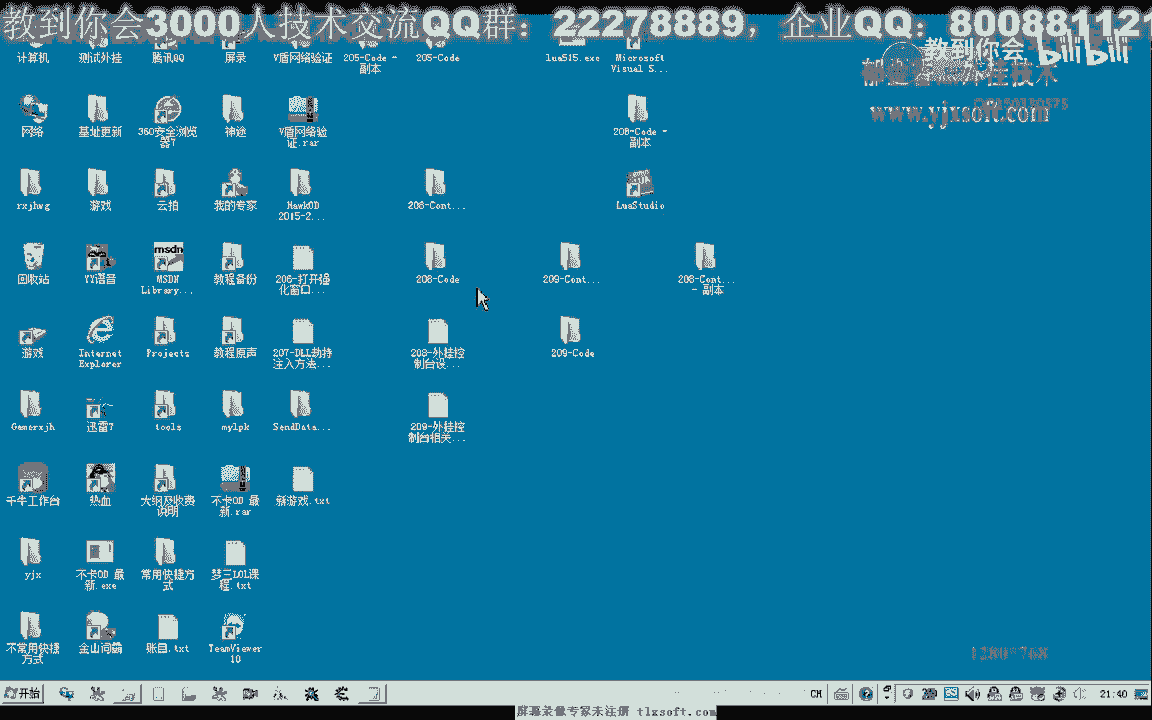 教到你会3000人技术交流QQ群：22278889，企业QQ：800881121
教到你会
bilibili
www.yjxsoft.com
计算机
测试外挂
腾讯QQ
屏录
V盾网络验证
205-Code - 副本
205-Code
lua515.exe
Microsoft
Visual S...
网络
基址更新
360安全浏览
器7
神途
V盾网络验
证.rar
208-Code -
副本
rxjhwg
游戏
云拍
我的专家
HawkOD
2015-2...
208-Cont...
LuaStudio
回收站
YY语音
MSDN
Library...
教程备份
206-打开强
化窗口...
208-Code
209-Cont...
208-Cont...
- 副本
游戏
Internet
Explorer
Projects
教程原声
207-DLL劫持
注入方法...
208-外挂控
制台设...
209-Code
Gamerxjh
迅雷7
tools
mylpk
SendData...
209-外挂控
制台相关...
千牛工作台
热血
大纲及收费
说明
不卡OD 最
新.rar
新游戏.txt
yjx
不卡OD 最
新.exe
常用快捷方
式
梦三LOL课
程.txt
不常用快捷
方式
金山词霸
账目.txt
TeamViewer
10
1280*768
开始
CH
21:40
屏幕录像专家未注册 tlxsoft.com